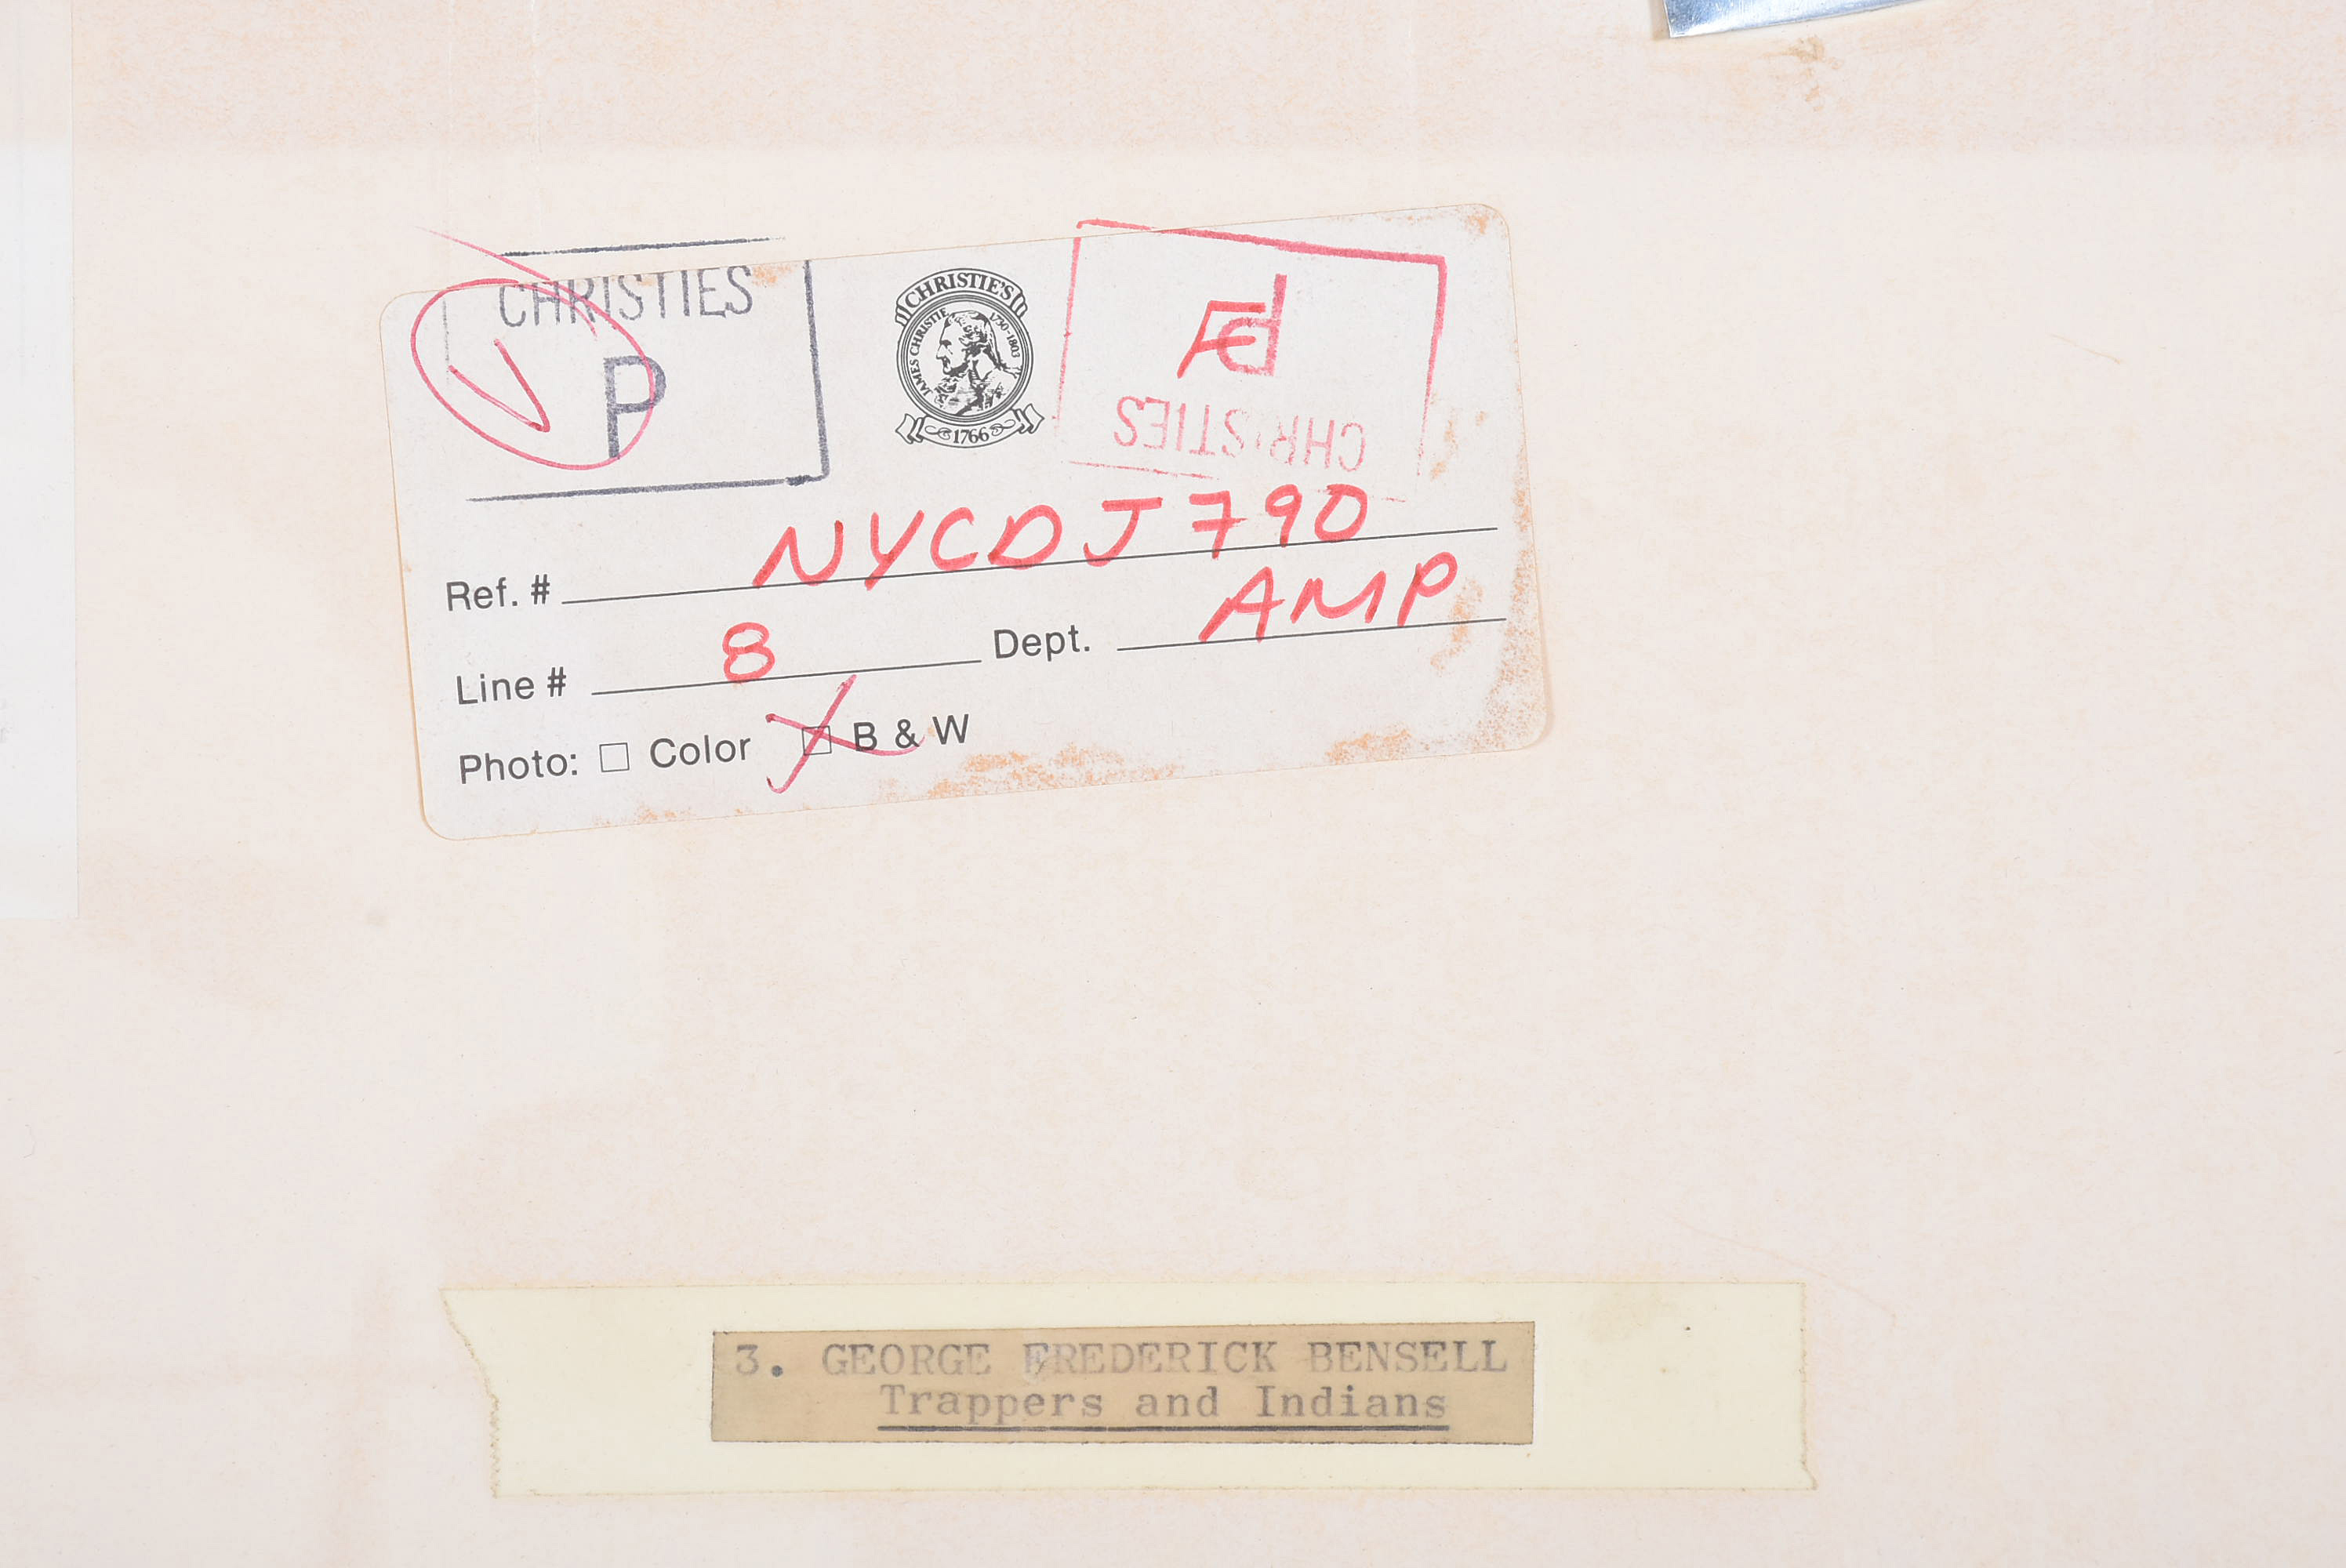 CHRISTIES
P
CHRISTIE'S
JAMES CHRISTIE 1730-1803
1766
CHRISTIES
Ref. # NYCDJ790
Line # 8 Dept. AMP
Photo: Color B & W
3. GEORGE FREDERICK BENSELL
Trappers and Indians